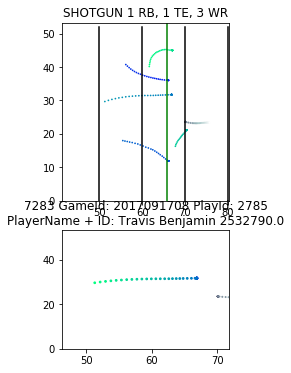 SHOTGUN 1 RB, 1 TE, 3 WR
50
40
30
20
10
0
50 60 70 80
7283 GameId: 2017091708 PlayId: 2785
PlayerName + ID: Travis Benjamin 2532790.0
40
20
0
50 60 70